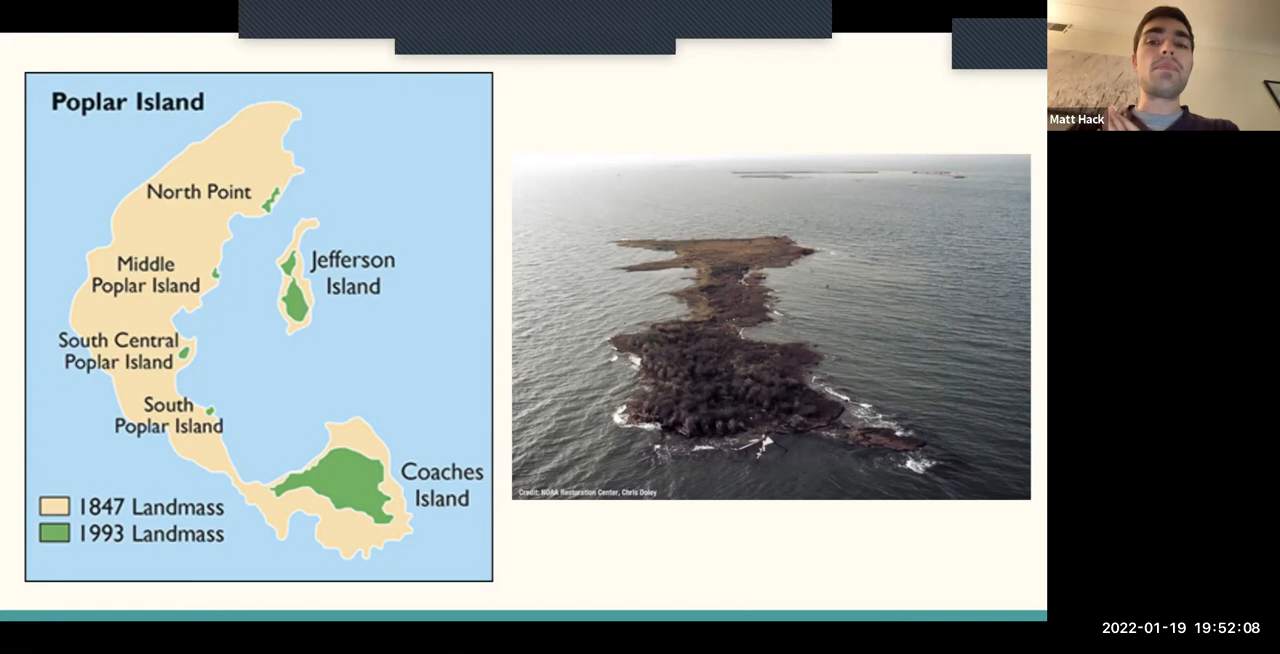 Poplar Island
North Point
Middle
Poplar Island
South Central
Poplar Island
South
Poplar Island
Jefferson
Island
Coaches
Island
1847 Landmass
1993 Landmass
Credit: NOAA Restoration Center, Chris Doley
Matt Hack
2022-01-19 19:52:08